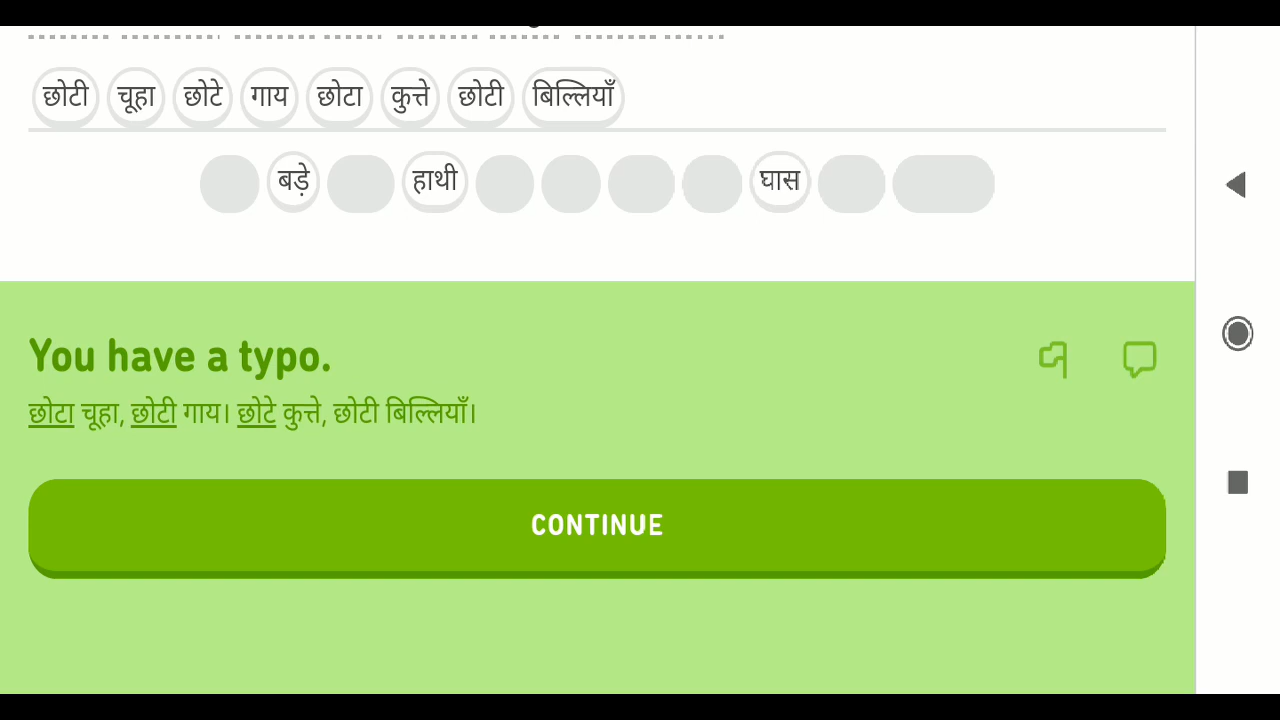 छोटी चूहा छोटे गाय छोटा कुत्ते छोटी बिल्लियाँ
बड़े हाथी घास
You have a typo.
छोटा चूहा, छोटी गाय। छोटे कुत्ते, छोटी बिल्लियाँ।
CONTINUE